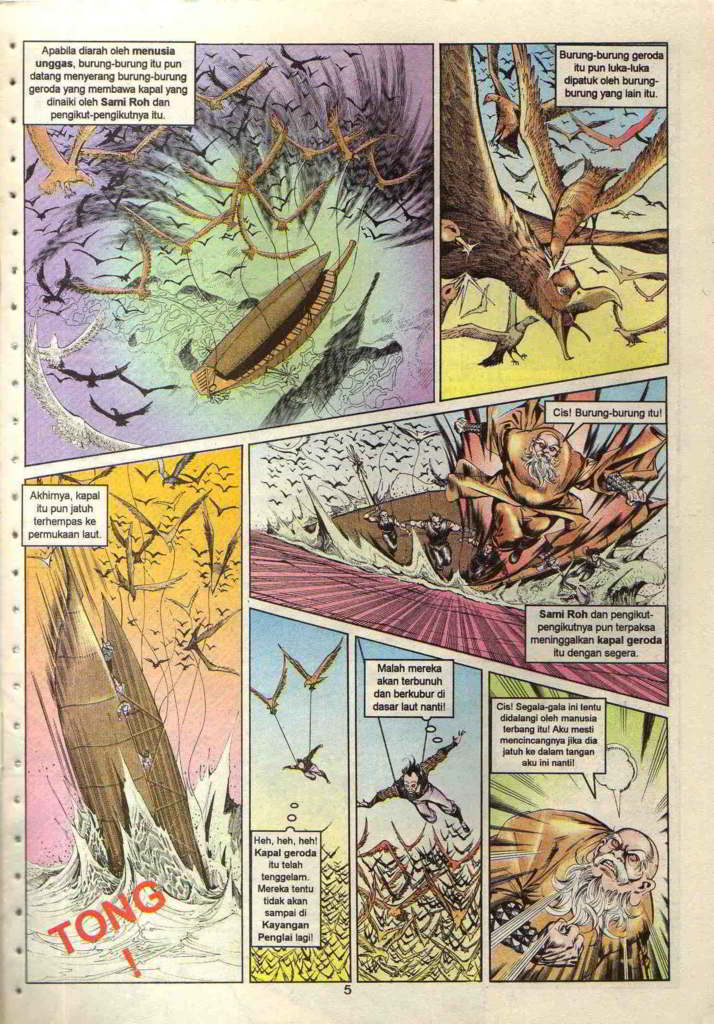 Apabila diarah oleh menusia
unggas, burung-burung itu pun
datang menyerang burung-burung
geroda yang membawa kapal yang
dinaiki oleh Sami Roh dan
pengikut-pengikutnya itu.
Burung-burung geroda
itu pun luka-luka
dipatuk oleh burung-
burung yang lain itu.
Akhirnya, kapal
itu pun jatuh
terhempas ke
permukaan laut.
TONG
!
Cis! Burung-burung itu!
Sami Roh dan pengikut-
pengikutnya pun terpaksa
meninggalkan kapal geroda
itu dengan segera.
Heh, heh, heh!
Kapal geroda
itu telah
tenggelam.
Mereka tentu
tidak akan
sampai di
Kayangan
Penglai lagi!
Malah mereka
akan terbunuh
dan berkubur di
dasar laut nanti!
Cis! Segala-gala ini tentu
didalangi oleh manusia
terbang itu! Aku mesti
mencincangnya jika dia
jatuh ke dalam tangan
aku ini nanti!
5